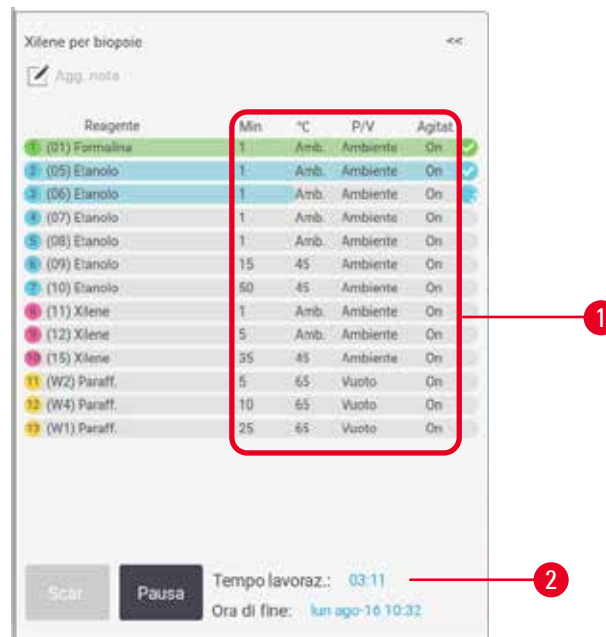 Xilene per biopsie <<
Agg. nota
Reagente Min °C P/V Agitat.
1 (01) Formalina 1 Amb. Ambiente On
2 (05) Etanolo 1 Amb. Ambiente On
3 (06) Etanolo 1 Amb. Ambiente On
4 (07) Etanolo 1 Amb. Ambiente On
5 (08) Etanolo 1 Amb. Ambiente On
6 (09) Etanolo 15 45 Ambiente On
7 (10) Etanolo 50 45 Ambiente On
8 (11) Xilene 1 Amb. Ambiente On
9 (12) Xilene 5 Amb. Ambiente On
10 (15) Xilene 35 45 Ambiente On
11 (W2) Paraff. 5 65 Vuoto On
12 (W4) Paraff. 10 65 Vuoto On
13 (W1) Paraff. 25 65 Vuoto On
1
Scar. Pausa Tempo lavoraz.: 03:11 2
Ora di fine: lun ago-16 10:32